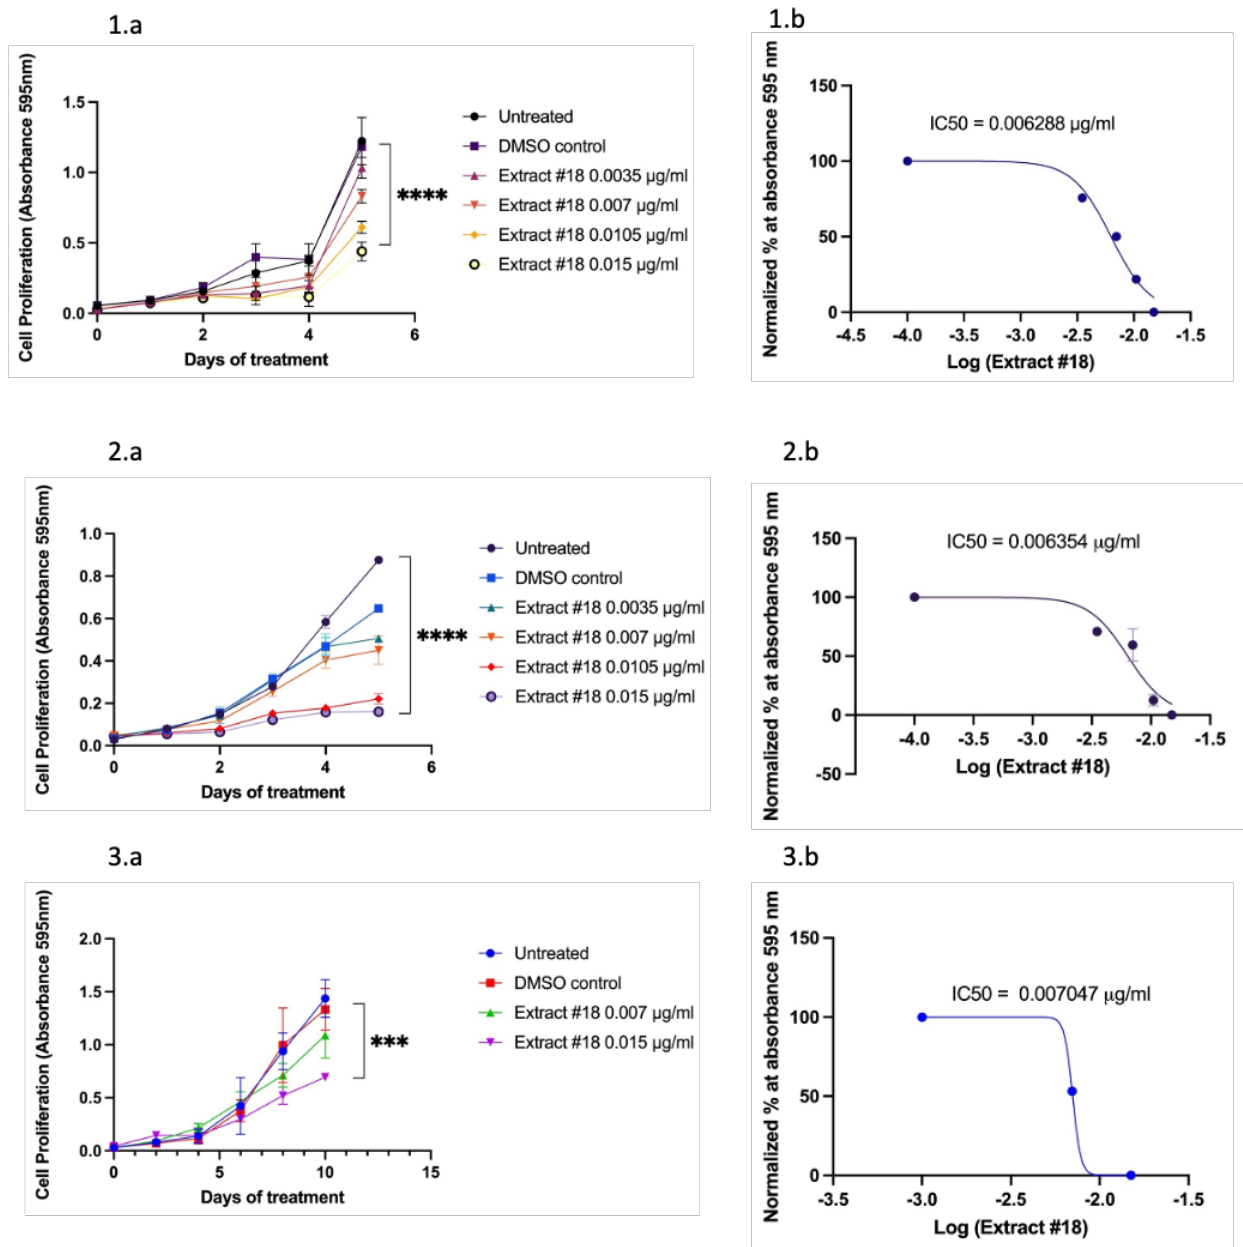 1.a
Cell Proliferation (Absorbance 595nm)
1.5
1.0
0.5
0.0
0 2 4 6
Days of treatment
Untreated
DMSO control
Extract #18 0.0035 µg/ml
Extract #18 0.007 µg/ml
Extract #18 0.0105 µg/ml
Extract #18 0.015 µg/ml
****
1.b
Normalized % at absorbance 595 nm
150
100
50
0
-4.5 -4.0 -3.5 -3.0 -2.5 -2.0 -1.5
Log (Extract #18)
IC50 = 0.006288 µg/ml
2.a
Cell Proliferation (Absorbance 595nm)
1.0
0.8
0.6
0.4
0.2
0.0
0 2 4 6
Days of treatment
Untreated
DMSO control
Extract #18 0.0035 µg/ml
Extract #18 0.007 µg/ml
Extract #18 0.0105 µg/ml
Extract #18 0.015 µg/ml
****
2.b
Normalized % at absorbance 595 nm
150
100
50
0
-50
-4.0 -3.5 -3.0 -2.5 -2.0 -1.5
Log (Extract #18)
IC50 = 0.006354 µg/ml
3.a
Cell Proliferation (Absorbance 595nm)
2.0
1.5
1.0
0.5
0.0
0 5 10 15
Days of treatment
Untreated
DMSO control
Extract #18 0.007 µg/ml
Extract #18 0.015 µg/ml
***
3.b
Normalized % at absorbance 595 nm
150
100
50
0
-3.5 -3.0 -2.5 -2.0 -1.5
Log (Extract #18)
IC50 = 0.007047 µg/ml